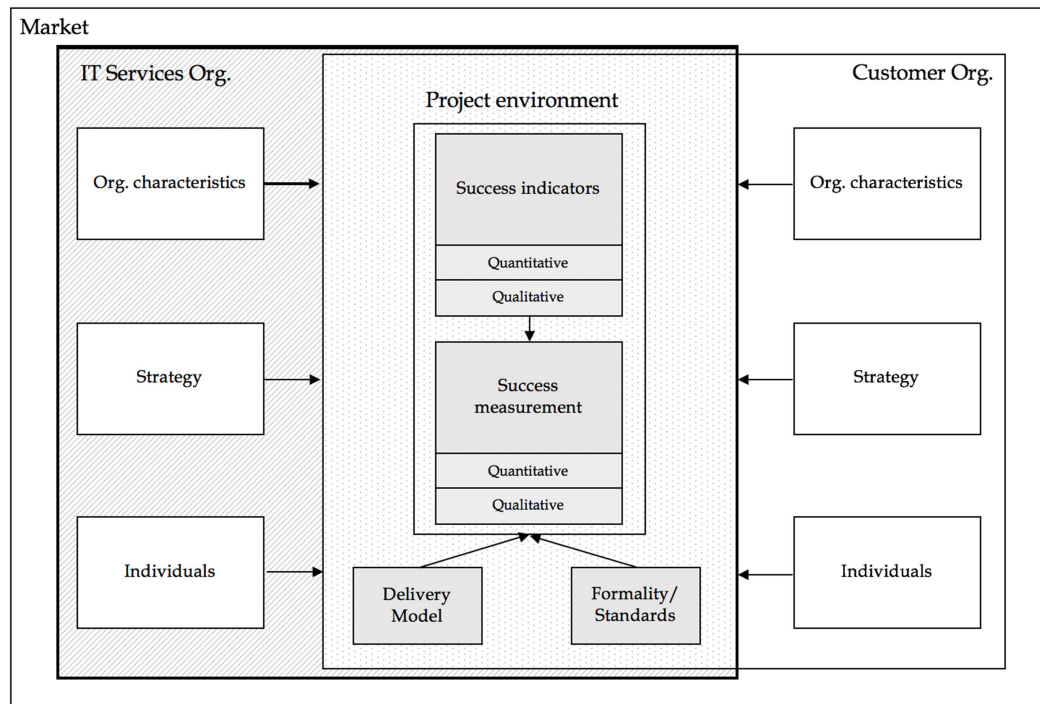 Market
IT Services Org.
Customer Org.
Project environment
Org. characteristics
Success indicators
Org. characteristics
Quantitative
Qualitative
Strategy
Success
measurement
Strategy
Quantitative
Qualitative
Individuals
Delivery
Model
Formality/
Standards
Individuals